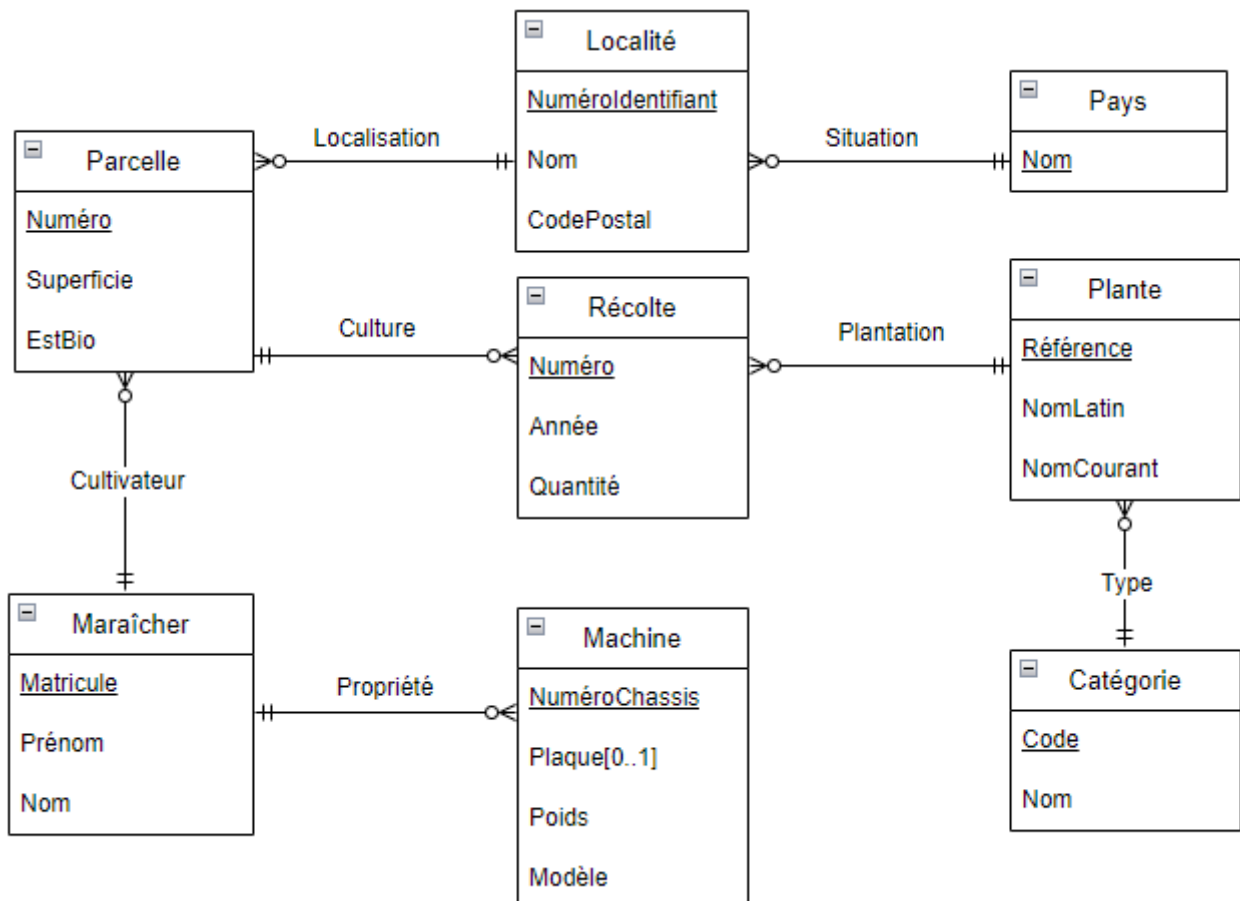 Localité
NuméroIdentifiant
Nom
CodePostal
Pays
Nom
Localisation
Situation
Parcelle
Numéro
Superficie
EstBio
Récolte
Numéro
Année
Quantité
Plante
Référence
NomLatin
NomCourant
Culture
Plantation
Cultivateur
Type
Maraîcher
Matricule
Prénom
Nom
Propriété
Machine
NuméroChassis
Plaque[0..1]
Poids
Modèle
Catégorie
Code
Nom